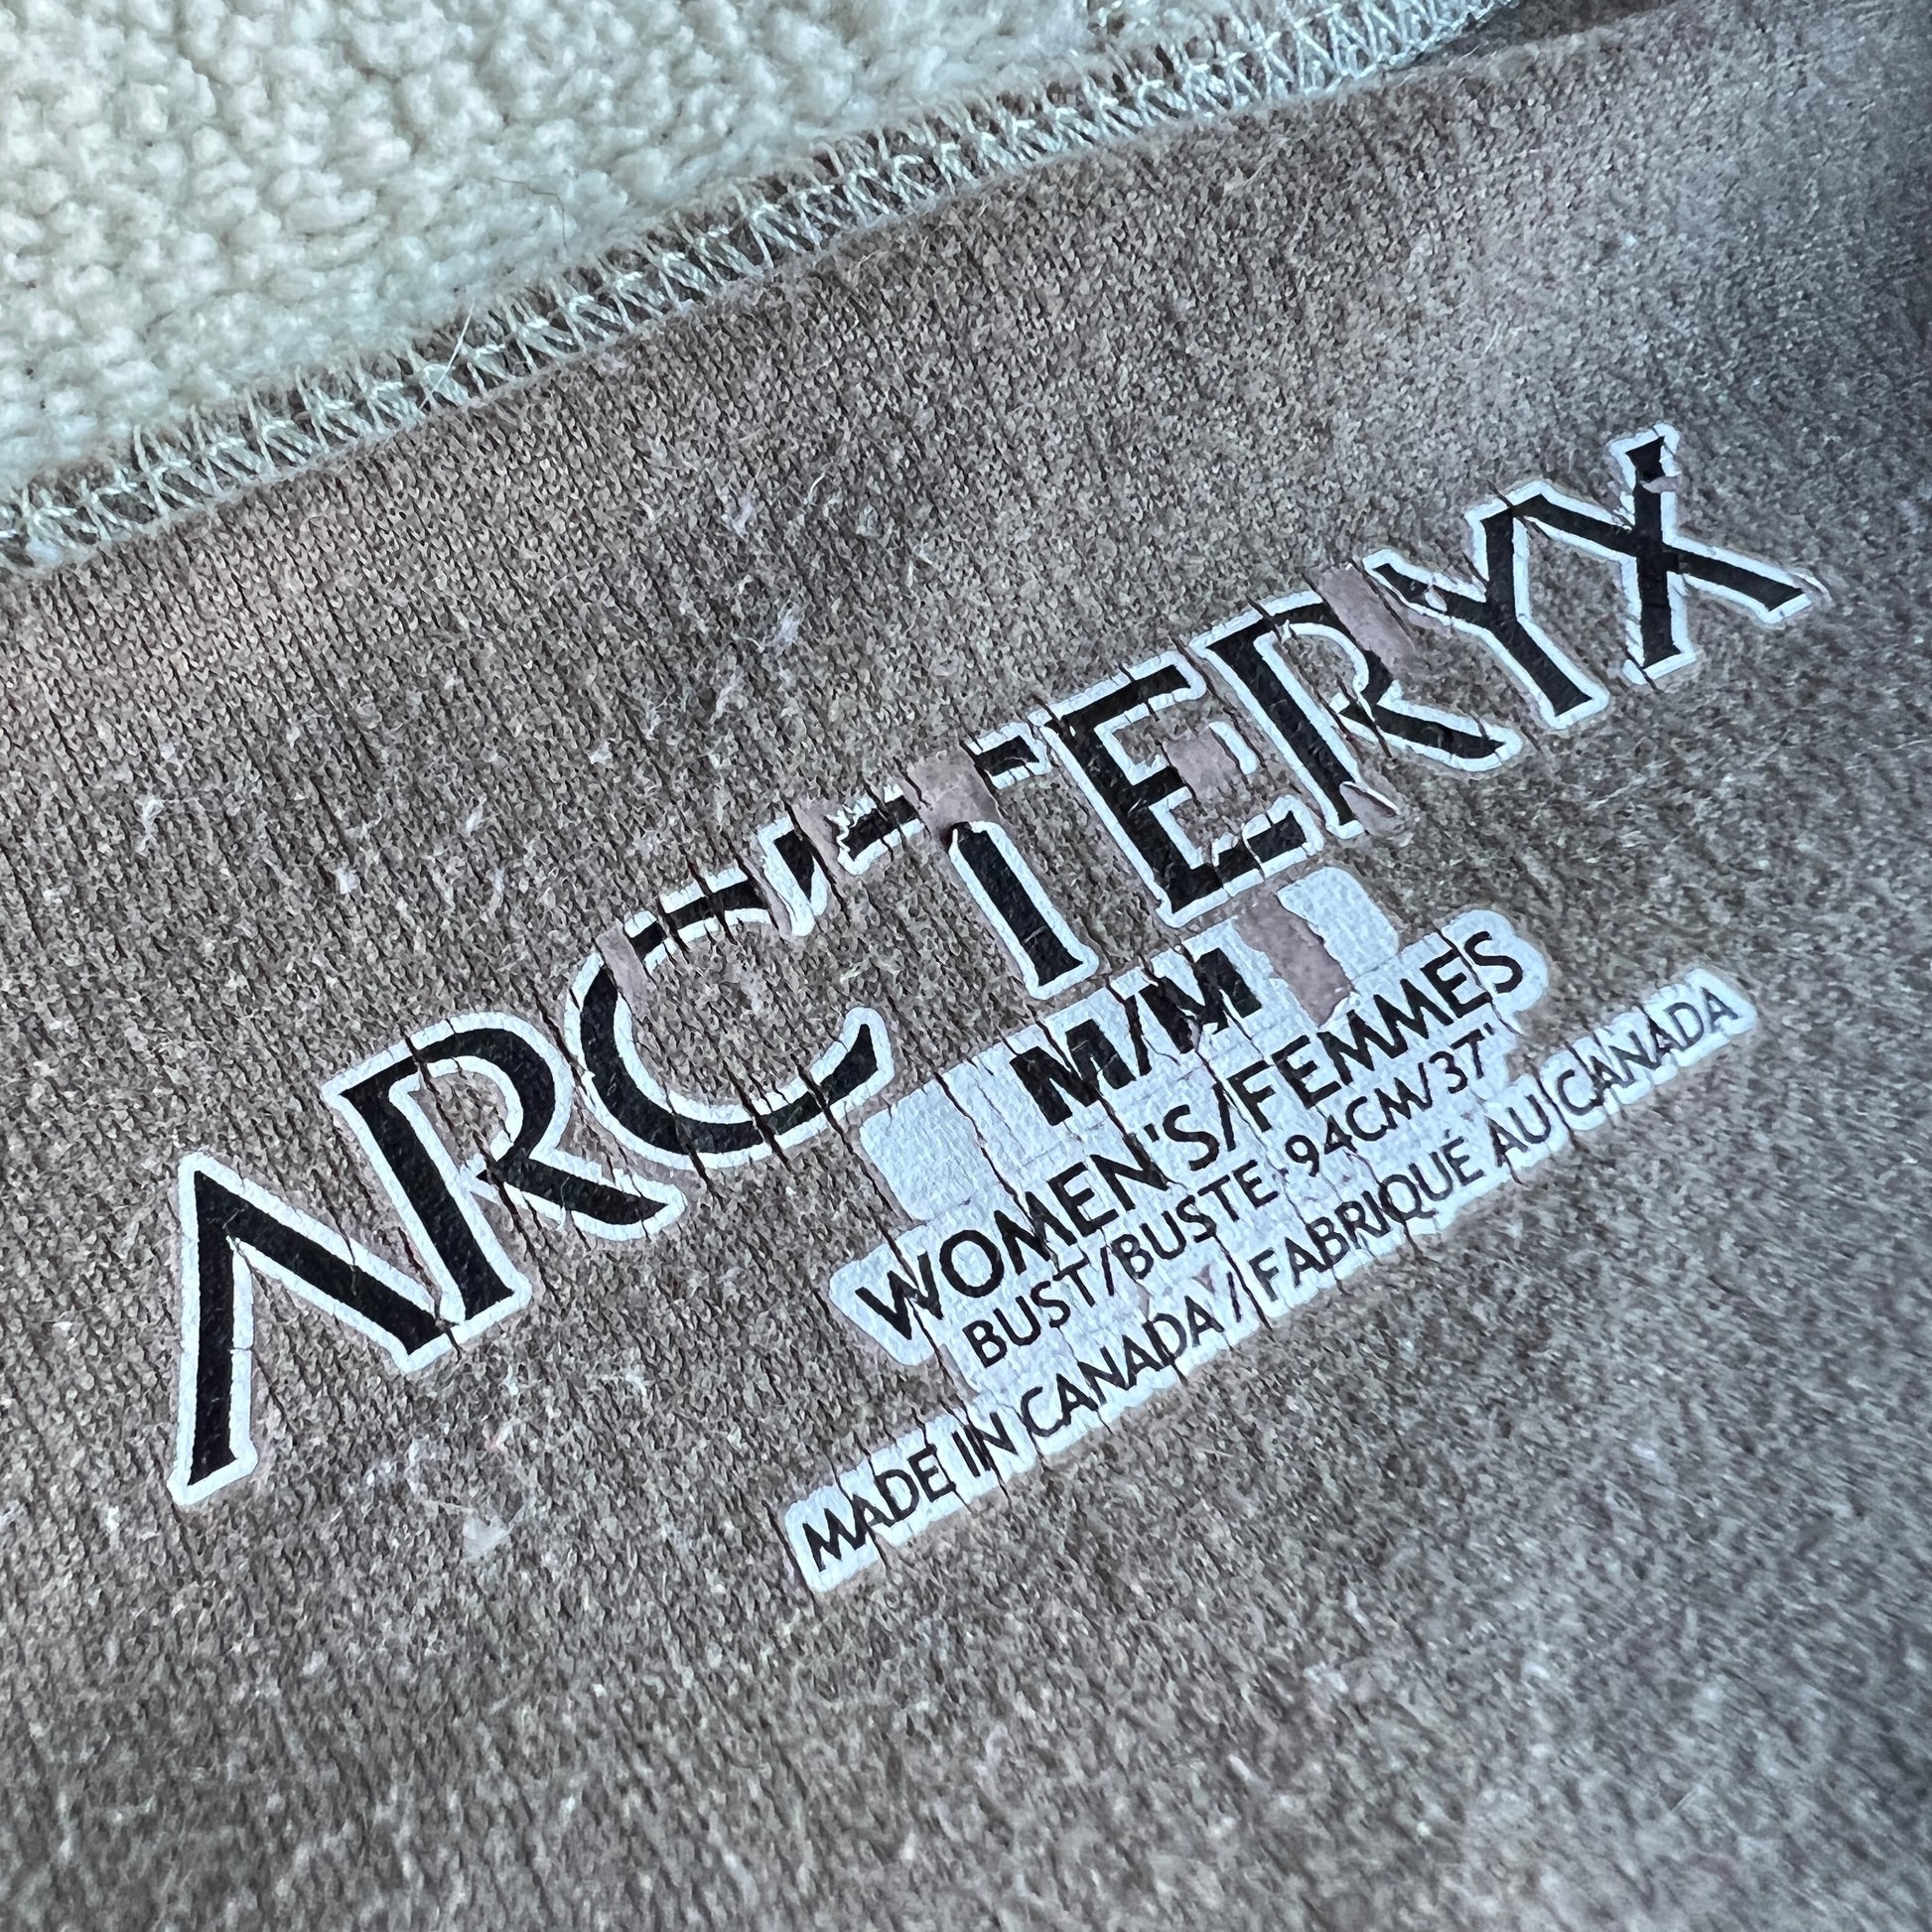 ARC'TERYX
M/M
WOMEN'S/FEMMES
BUST/BUSTE-94CM/37"
MADE IN CANADA / FABRIQUÉ AU CANADA